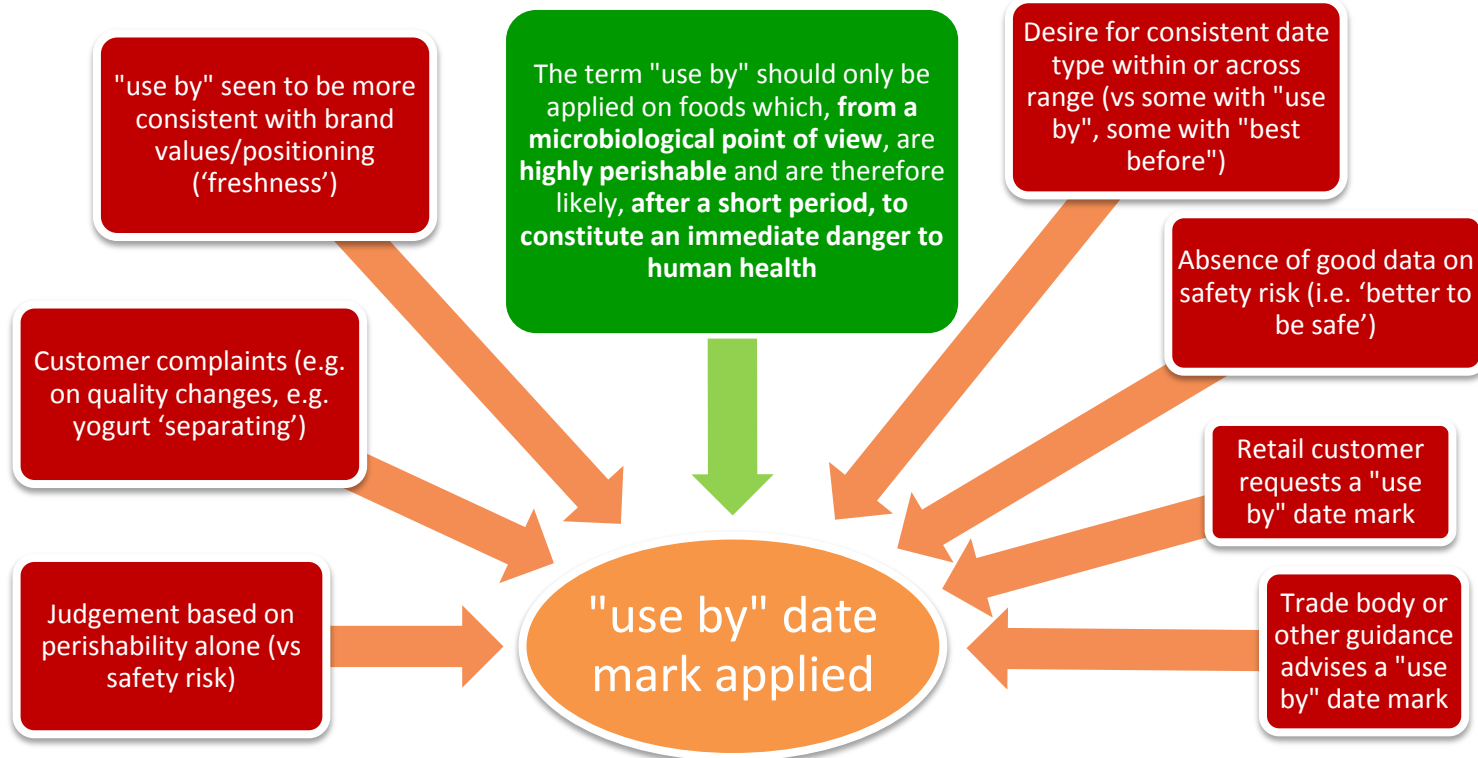 "use by" seen to be more
consistent with brand
values/positioning
(‘freshness’)
The term "use by" should only be
applied on foods which, from a
microbiological point of view, are
highly perishable and are therefore
likely, after a short period, to
constitute an immediate danger to
human health
Desire for consistent date
type within or across
range (vs some with "use
by", some with "best
before")
Customer complaints (e.g.
on quality changes, e.g.
yogurt ‘separating’)
Absence of good data on
safety risk (i.e. ‘better to
be safe’)
Judgement based on
perishability alone (vs
safety risk)
Retail customer
requests a "use
by" date mark
Trade body or
other guidance
advises a "use
by" date mark
"use by" date
mark applied